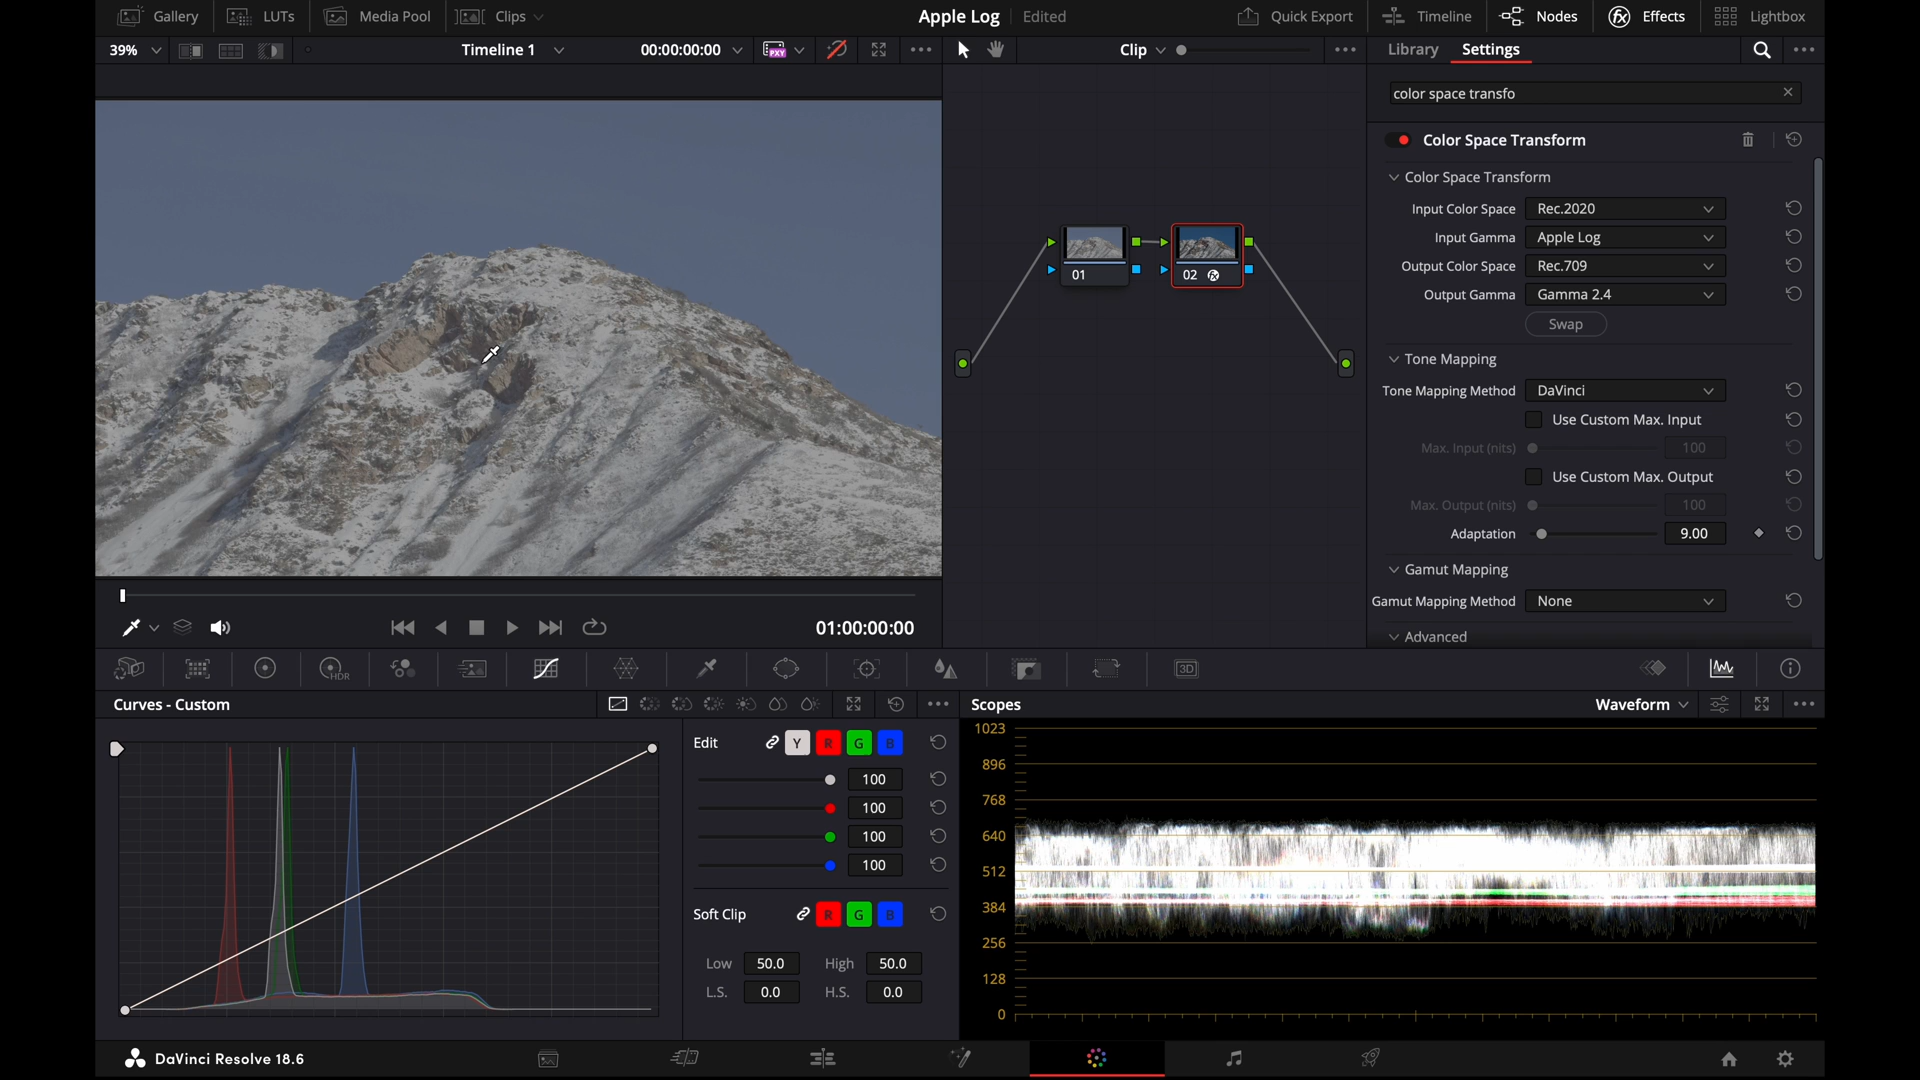 Gallery LUTs Media Pool Clips Apple Log Edited Quick Export Timeline Nodes Effects Lightbox
39% Timeline 1 00:00:00:00 PXY Clip Library Settings
color space transfo
Color Space Transform
Color Space Transform
Input Color Space Rec.2020
Input Gamma Apple Log
Output Color Space Rec.709
Output Gamma Gamma 2.4
Swap
Tone Mapping
Tone Mapping Method DaVinci
Use Custom Max. Input
Max. Input (nits) 100
Use Custom Max. Output
Max. Output (nits) 100
Adaptation 9.00
Gamut Mapping
Gamut Mapping Method None
Advanced
01 02
01:00:00:00
HDR 3D
Curves - Custom
Edit Y R G B
100
100
100
100
Soft Clip R G B
Low 50.0 High 50.0
L.S. 0.0 H.S. 0.0
Scopes Waveform
1023
896
768
640
512
384
256
128
0
DaVinci Resolve 18.6